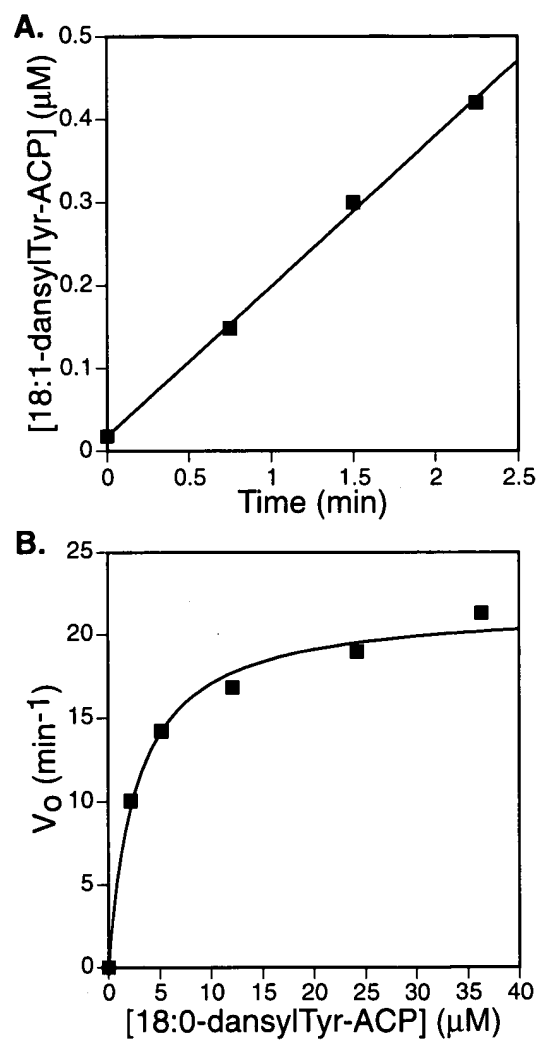 A.
[18:1-dansylTyr-ACP] (μM)
0.5
0.4
0.3
0.2
0.1
0
0 0.5 1 1.5 2 2.5
Time (min)
B.
Vo (min-1)
25
20
15
10
5
0
0 5 10 15 20 25 30 35 40
[18:0-dansylTyr-ACP] (μM)